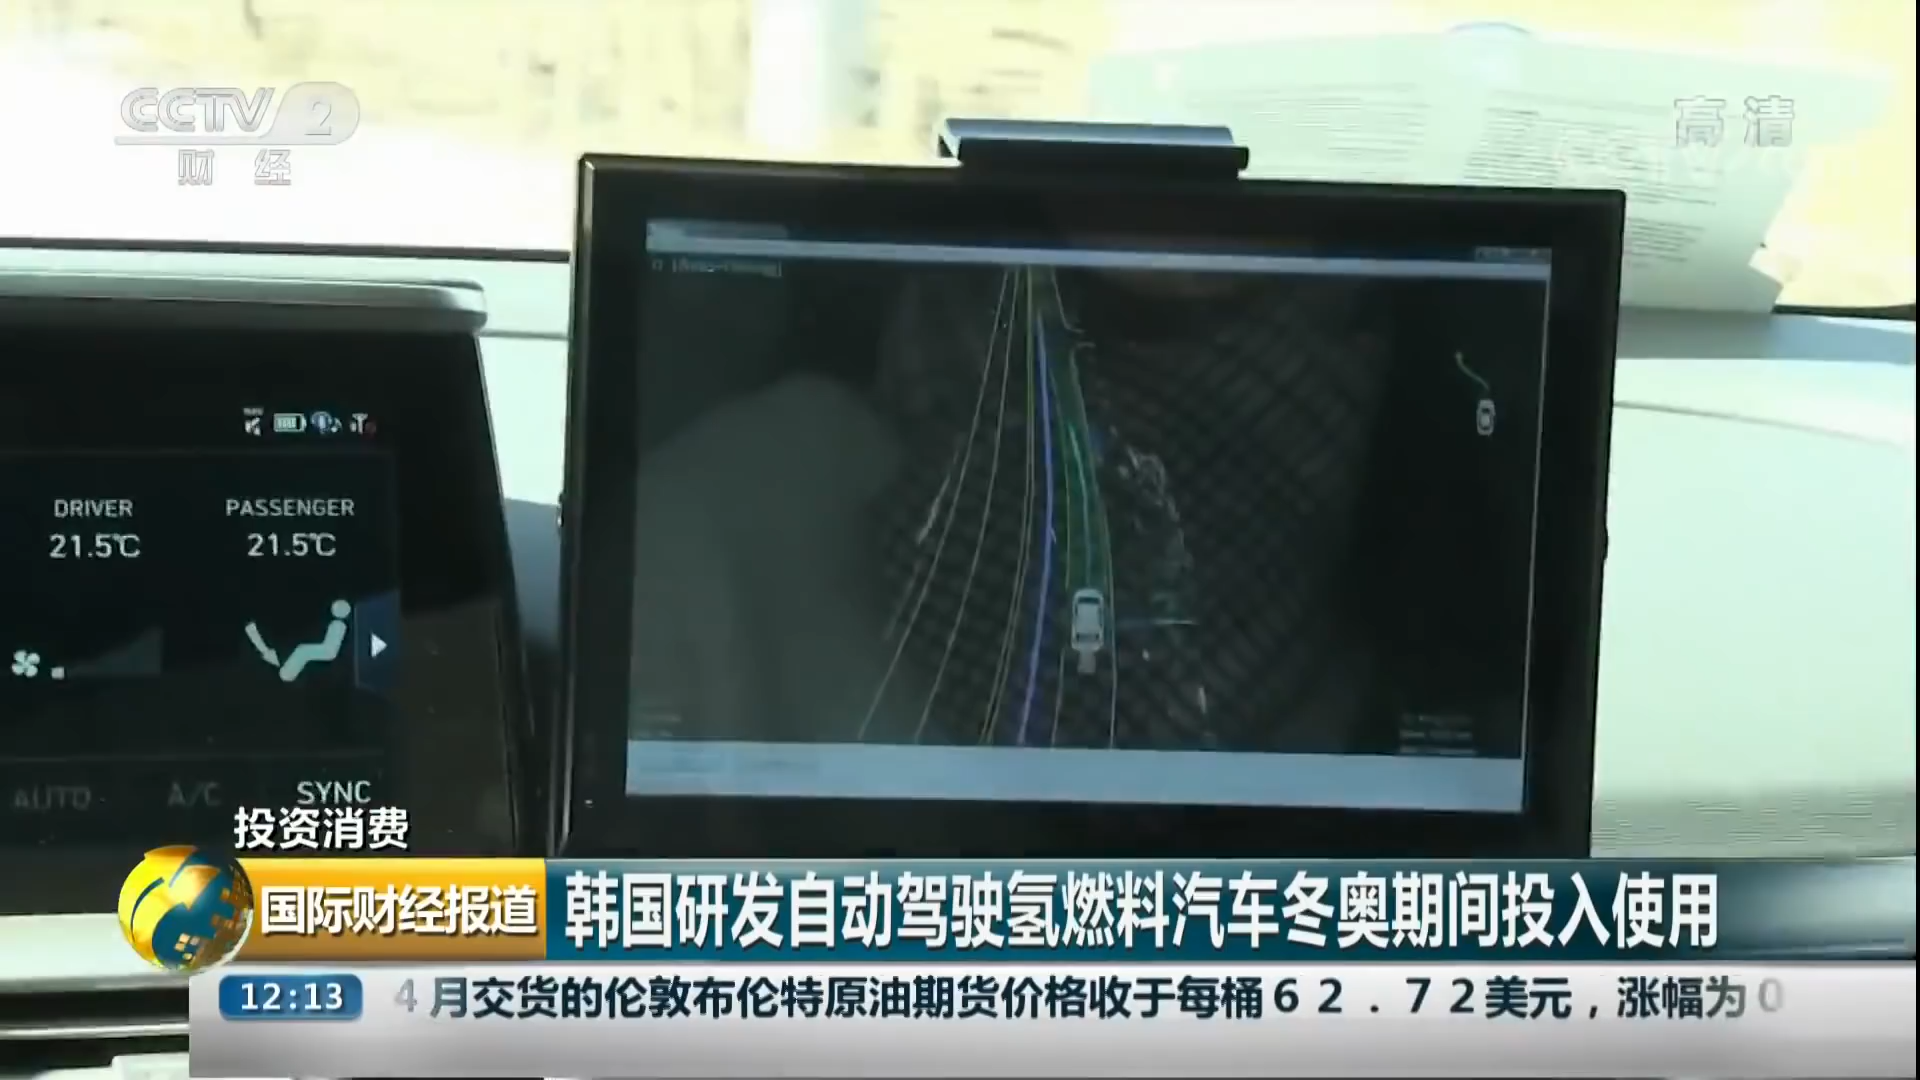 CCTV 2
财 经
高 清
DRIVER
PASSENGER
21.5℃
21.5℃
AUTO
A/C
SYNC
投资消费
国际财经报道
韩国研发自动驾驶氢燃料汽车冬奥期间投入使用
12:13
4月交货的伦敦布伦特原油期货价格收于每桶62.72美元，涨幅为0